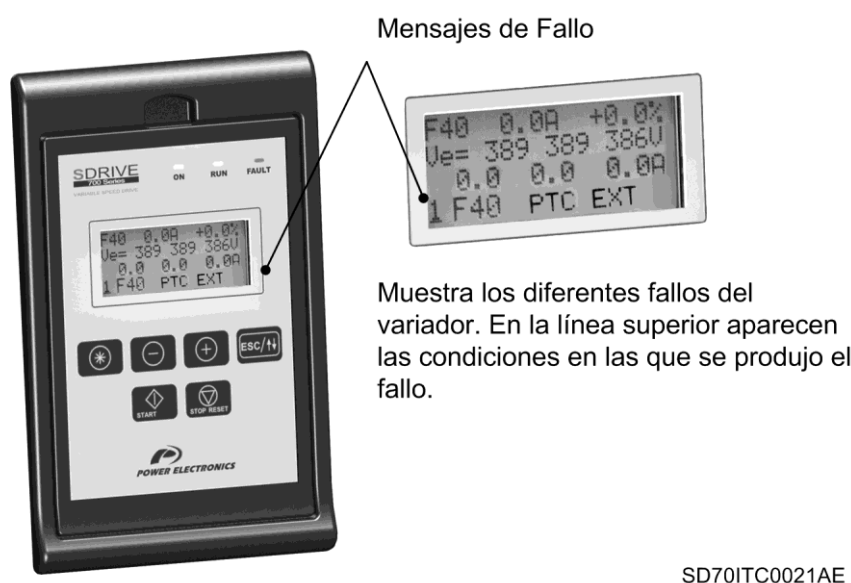 Mensajes de Fallo
F40 0.0A +0.0%
Ve= 389 389 386V
0.0 0.0 0.0A
1 F40 PTC EXT
SDRIVE
700 Series
VARIABLE SPEED DRIVE
ON RUN FAULT
F40 0.0A +0.0%
Ve= 389 389 386V
0.0 0.0 0.0A
1 F40 PTC EXT
ESC/
START
STOP RESET
POWER ELECTRONICS
Muestra los diferentes fallos del
variador. En la línea superior aparecen
las condiciones en las que se produjo el
fallo.
SD70ITC0021AE